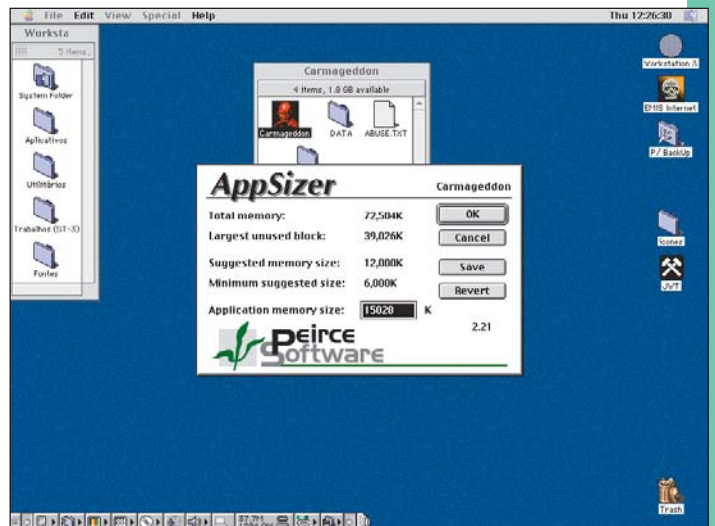 File Edit View Special Help
Thu 12:26:30
Worksta
5 items,
System Folder
Aplicativos
Utilitários
Trabalhos (ST-3)
Fontes
Carmageddon
4 items, 1.8 GB available
Carmageddon
DATA
ABUSE.TXT
AppSizer
Carmageddon
Total memory: 72,504K
Largest unused block: 39,026K
Suggested memory size: 12,000K
Minimum suggested size: 6,000K
Application memory size: 15020 K
OK
Cancel
Save
Revert
2.21
Peirce
Software
Workstation 3
EMIS Internet
P/ BackUp
Icones
JWT
Trash